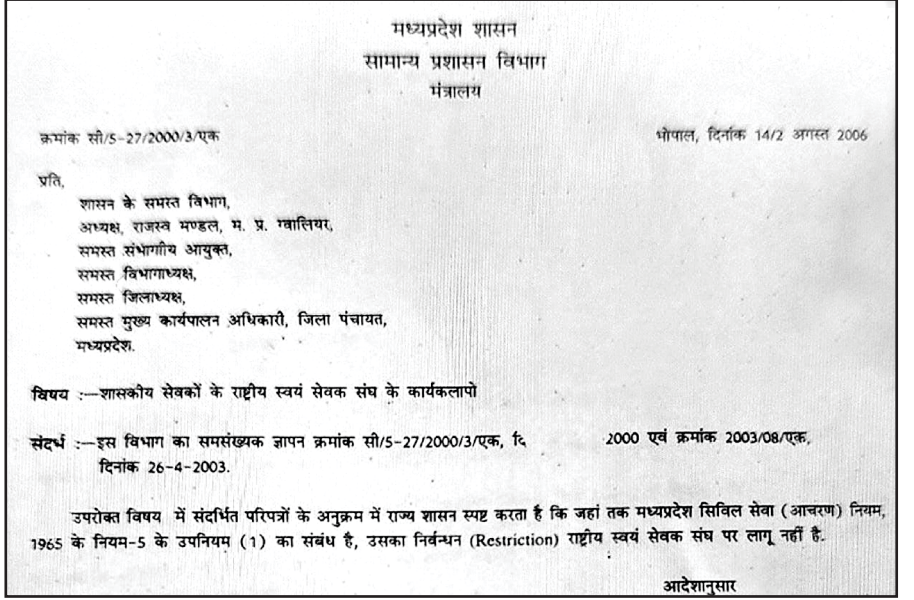 मध्यप्रदेश शासन
सामान्य प्रशासन विभाग
मंत्रालय
क्रमांक सी/5-27/2000/3/एक भोपाल, दिनांक 14/2 अगस्त 2006
प्रति,
शासन के समस्त विभाग,
अध्यक्ष, राजस्व मण्डल, म. प्र. ग्वालियर,
समस्त संभागीय आयुक्त,
समस्त विभागाध्यक्ष,
समस्त जिलाध्यक्ष,
समस्त मुख्य कार्यपालन अधिकारी, जिला पंचायत,
मध्यप्रदेश.
विषय :—शासकीय सेवकों के राष्ट्रीय स्वयं सेवक संघ के कार्यकलापो
संदर्भ :—इस विभाग का समसंख्यक ज्ञापन क्रमांक सी/5-27/2000/3/एक, दि 2000 एवं क्रमांक 2003/08/एक,
दिनांक 26-4-2003.
उपरोक्त विषय में संदर्भित परिपत्रों के अनुक्रम में राज्य शासन स्पष्ट करता है कि जहां तक मध्यप्रदेश सिविल सेवा (आचरण) नियम,
1965 के नियम-5 के उपनियम (1) का संबंध है, उसका निर्वन्धन (Restriction) राष्ट्रीय स्वयं सेवक संघ पर लागू नहीं है.
आदेशानुसार